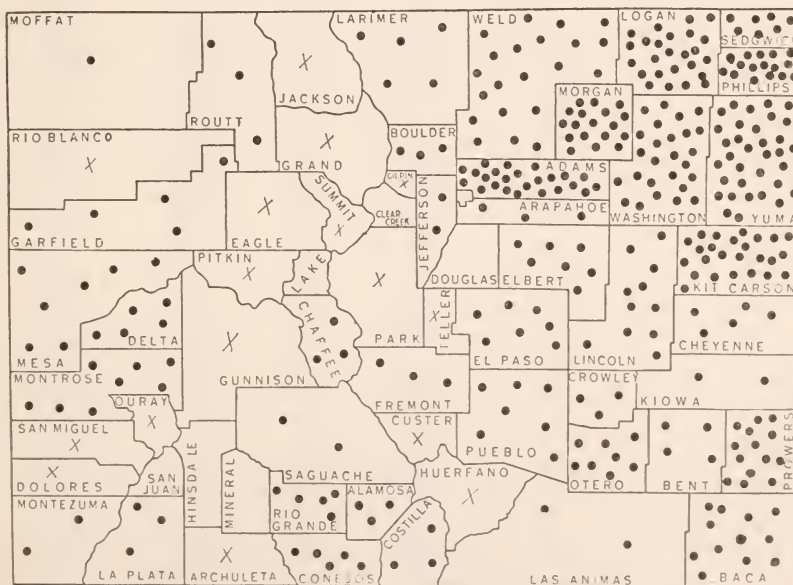 MOFFAT
LARIMER
WELD
LOGAN
SEDGWICK
JACKSON
MORGAN
PHILLIPS
ROUTT
RIO BLANCO
GRAND
BOULDER
GILPIN
ADAMS
SUMMIT
CLEAR CREEK
JEFFERSON
ARAPAHOE
WASHINGTON
YUMA
GARFIELD
EAGLE
PITKIN
LAKE
DOUGLAS
ELBERT
KIT CARSON
CHAFFEE
PARK
TELLER
DELTA
MESA
GUNNISON
EL PASO
LINCOLN
CHEYENNE
MONTROSE
OURAY
FREMONT
CROWLEY
KIOWA
SAN MIGUEL
HINSDALE
CUSTER
PUEBLO
PROWERS
DOLORES
SAN JUAN
MINERAL
SAGUACHE
HUERFANO
OTERO
BENT
MONTEZUMA
RIO GRANDE
ALAMOSA
COSTILLA
LA PLATA
ARCHULETA
CONEJOS
LAS ANIMAS
BACA